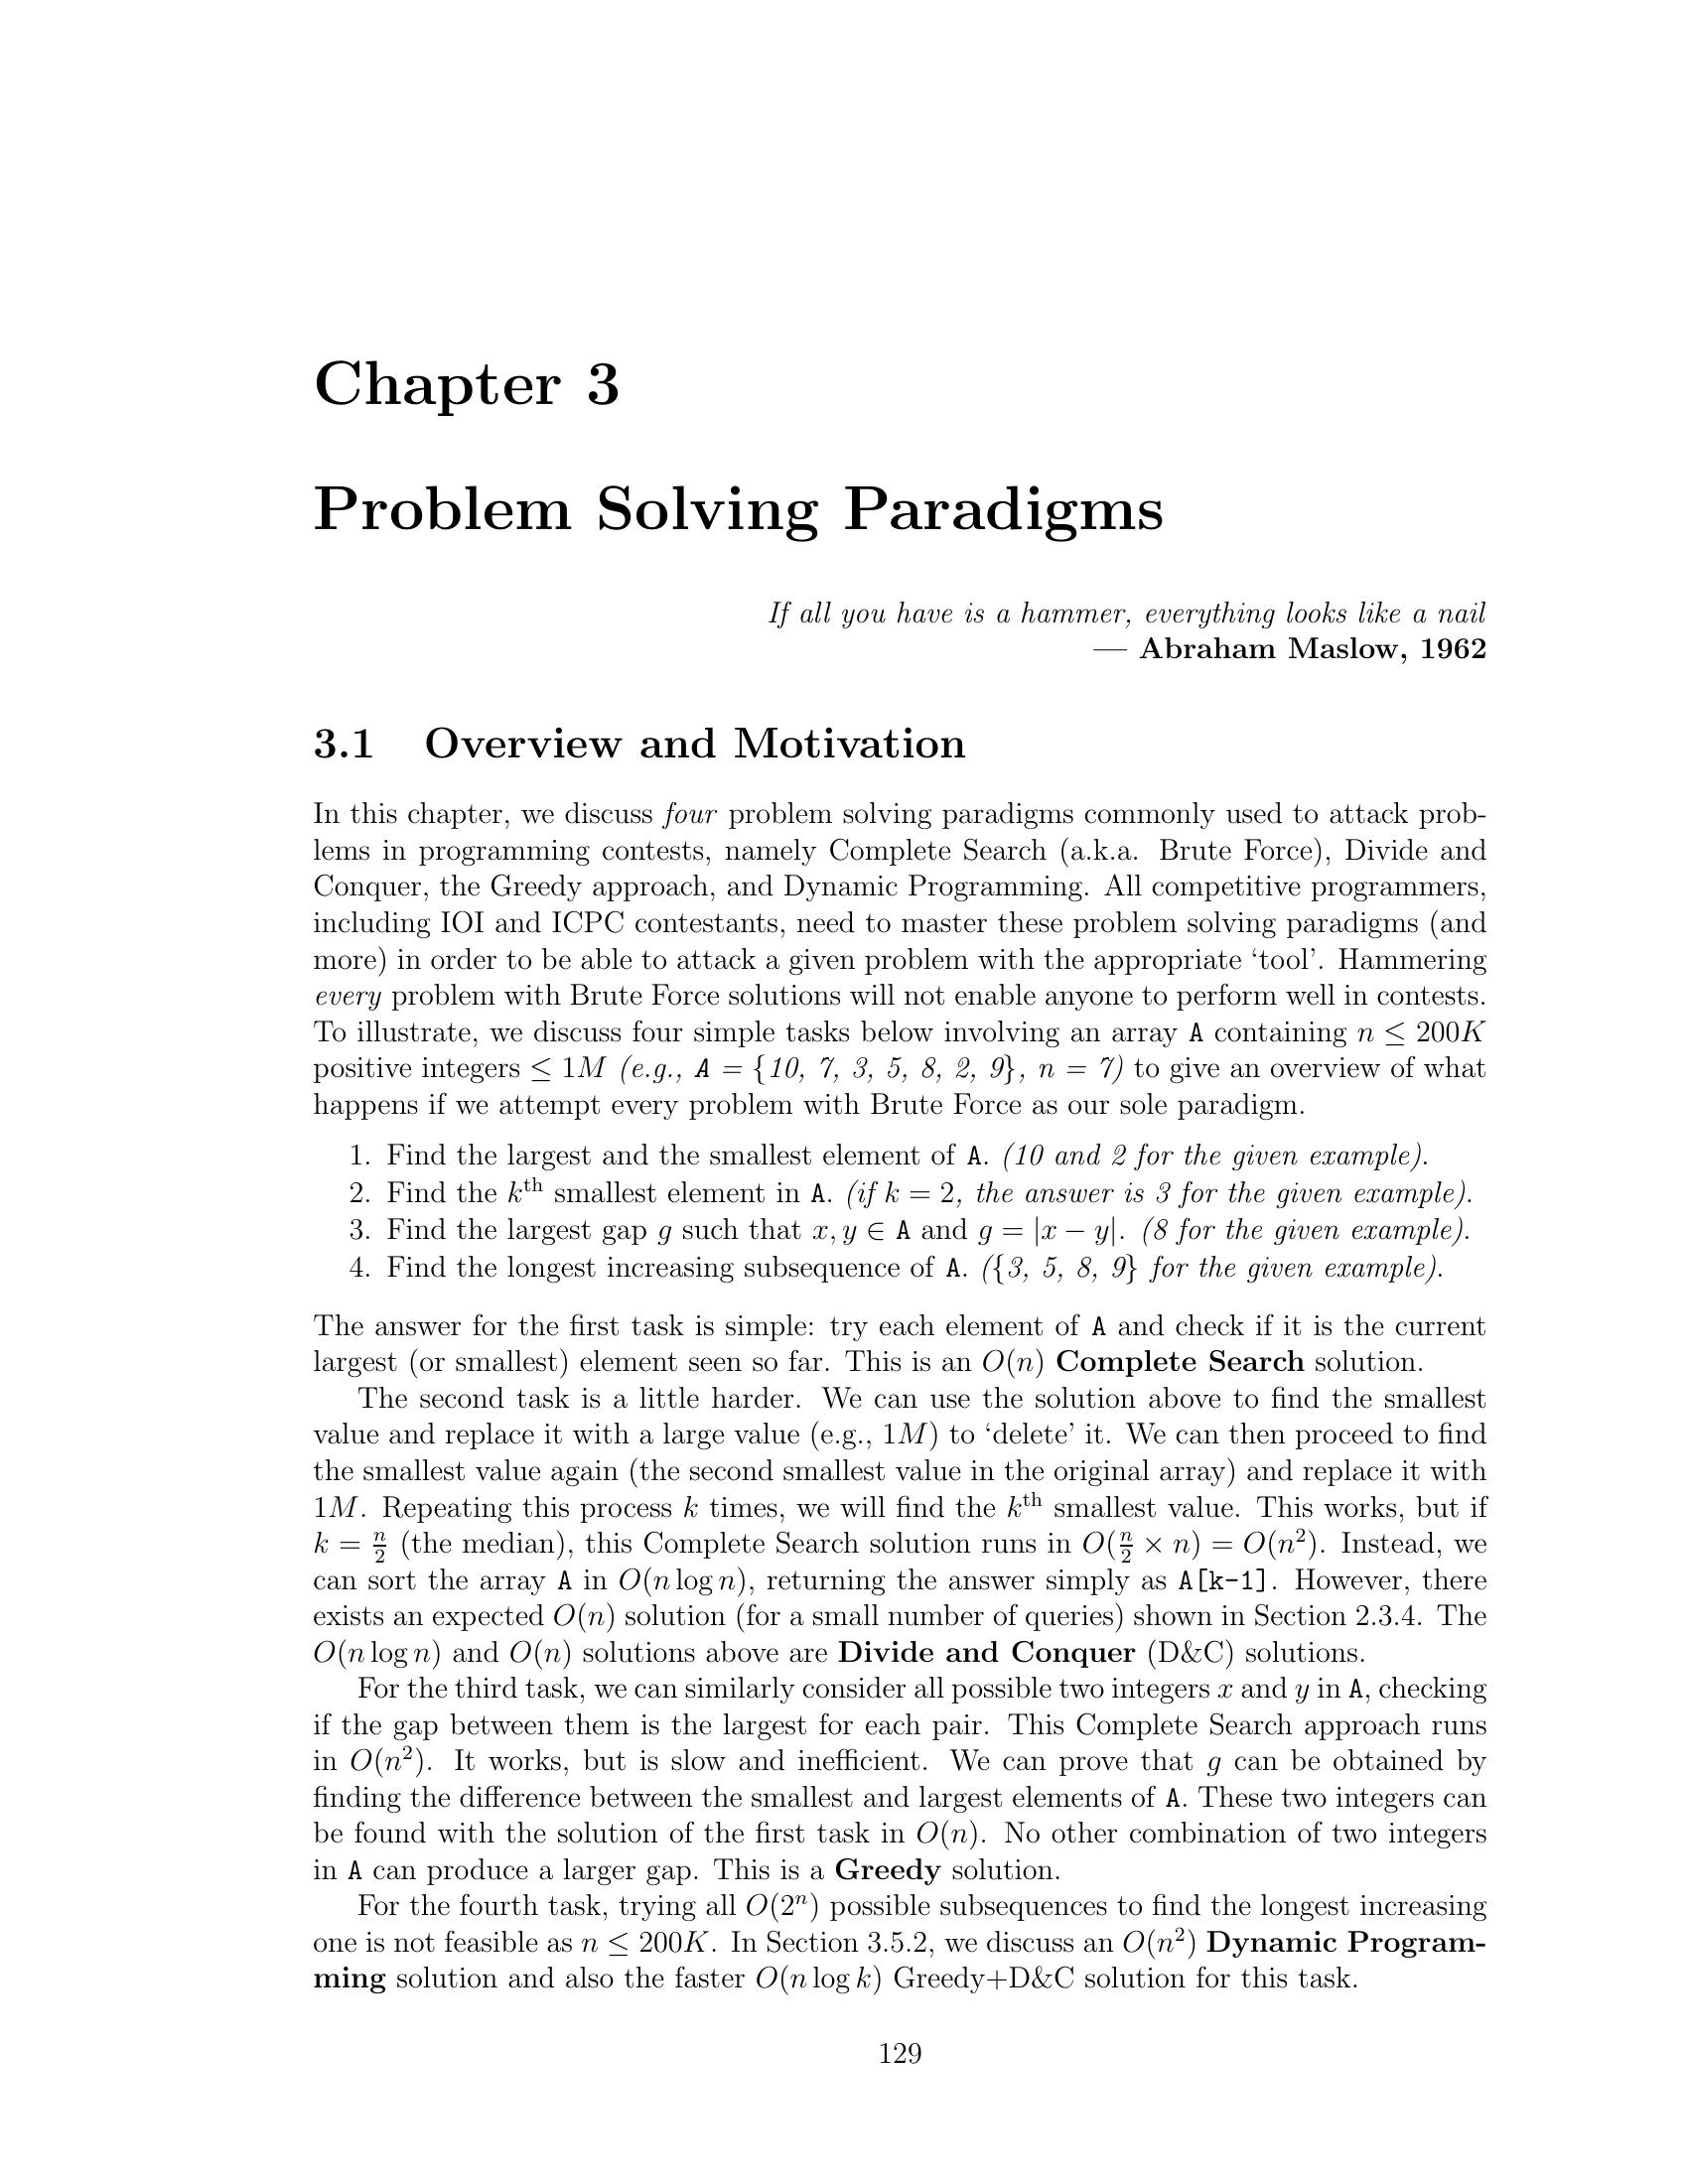 Chapter 3
Problem Solving Paradigms
If all you have is a hammer, everything looks like a nail
— Abraham Maslow, 1962
3.1 Overview and Motivation
In this chapter, we discuss four problem solving paradigms commonly used to attack prob-
lems in programming contests, namely Complete Search (a.k.a. Brute Force), Divide and
Conquer, the Greedy approach, and Dynamic Programming. All competitive programmers,
including IOI and ICPC contestants, need to master these problem solving paradigms (and
more) in order to be able to attack a given problem with the appropriate ‘tool’. Hammering
every problem with Brute Force solutions will not enable anyone to perform well in contests.
To illustrate, we discuss four simple tasks below involving an array A containing n ≤ 200K
positive integers ≤ 1M (e.g., A = {10, 7, 3, 5, 8, 2, 9}, n = 7) to give an overview of what
happens if we attempt every problem with Brute Force as our sole paradigm.
1. Find the largest and the smallest element of A. (10 and 2 for the given example).
2. Find the kᵗʰ smallest element in A. (if k = 2, the answer is 3 for the given example).
3. Find the largest gap g such that x, y ∈ A and g = |x − y|. (8 for the given example).
4. Find the longest increasing subsequence of A. ({3, 5, 8, 9} for the given example).
The answer for the first task is simple: try each element of A and check if it is the current
largest (or smallest) element seen so far. This is an O(n) Complete Search solution.
The second task is a little harder. We can use the solution above to find the smallest
value and replace it with a large value (e.g., 1M) to ‘delete’ it. We can then proceed to find
the smallest value again (the second smallest value in the original array) and replace it with
1M. Repeating this process k times, we will find the kᵗʰ smallest value. This works, but if
k = n/2 (the median), this Complete Search solution runs in O(n/2 × n) = O(n²). Instead, we
can sort the array A in O(n log n), returning the answer simply as A[k-1]. However, there
exists an expected O(n) solution (for a small number of queries) shown in Section 2.3.4. The
O(n log n) and O(n) solutions above are Divide and Conquer (D&C) solutions.
For the third task, we can similarly consider all possible two integers x and y in A, checking
if the gap between them is the largest for each pair. This Complete Search approach runs
in O(n²). It works, but is slow and inefficient. We can prove that g can be obtained by
finding the difference between the smallest and largest elements of A. These two integers can
be found with the solution of the first task in O(n). No other combination of two integers
in A can produce a larger gap. This is a Greedy solution.
For the fourth task, trying all O(2ⁿ) possible subsequences to find the longest increasing
one is not feasible as n ≤ 200K. In Section 3.5.2, we discuss an O(n²) Dynamic Program-
ming solution and also the faster O(n log k) Greedy+D&C solution for this task.
129